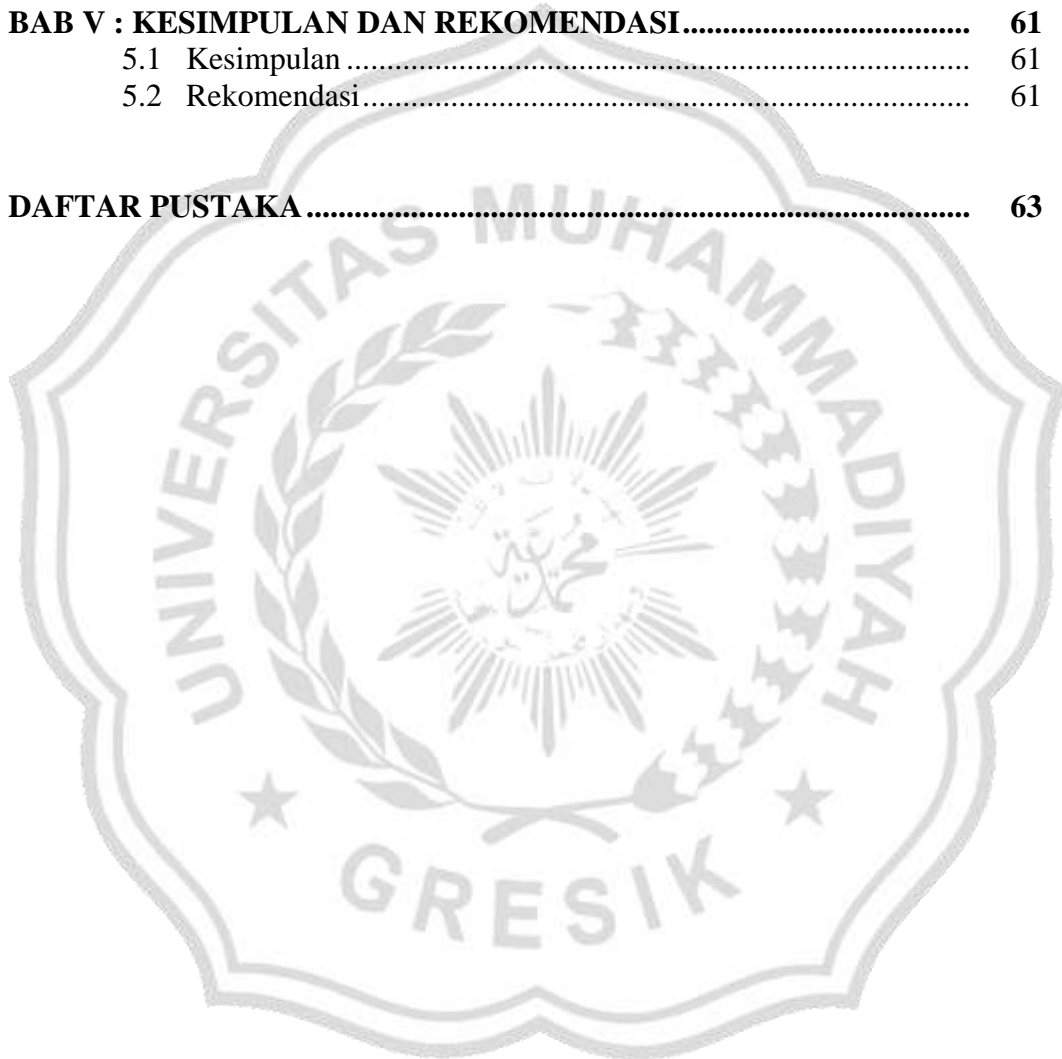 BAB V : KESIMPULAN DAN REKOMENDASI.................................... 61
5.1 Kesimpulan.............................................................................. 61
5.2 Rekomendasi............................................................................ 61
DAFTAR PUSTAKA................................................................................... 63
UNIVERSITAS MUHAMMADIYAH
GRESIK